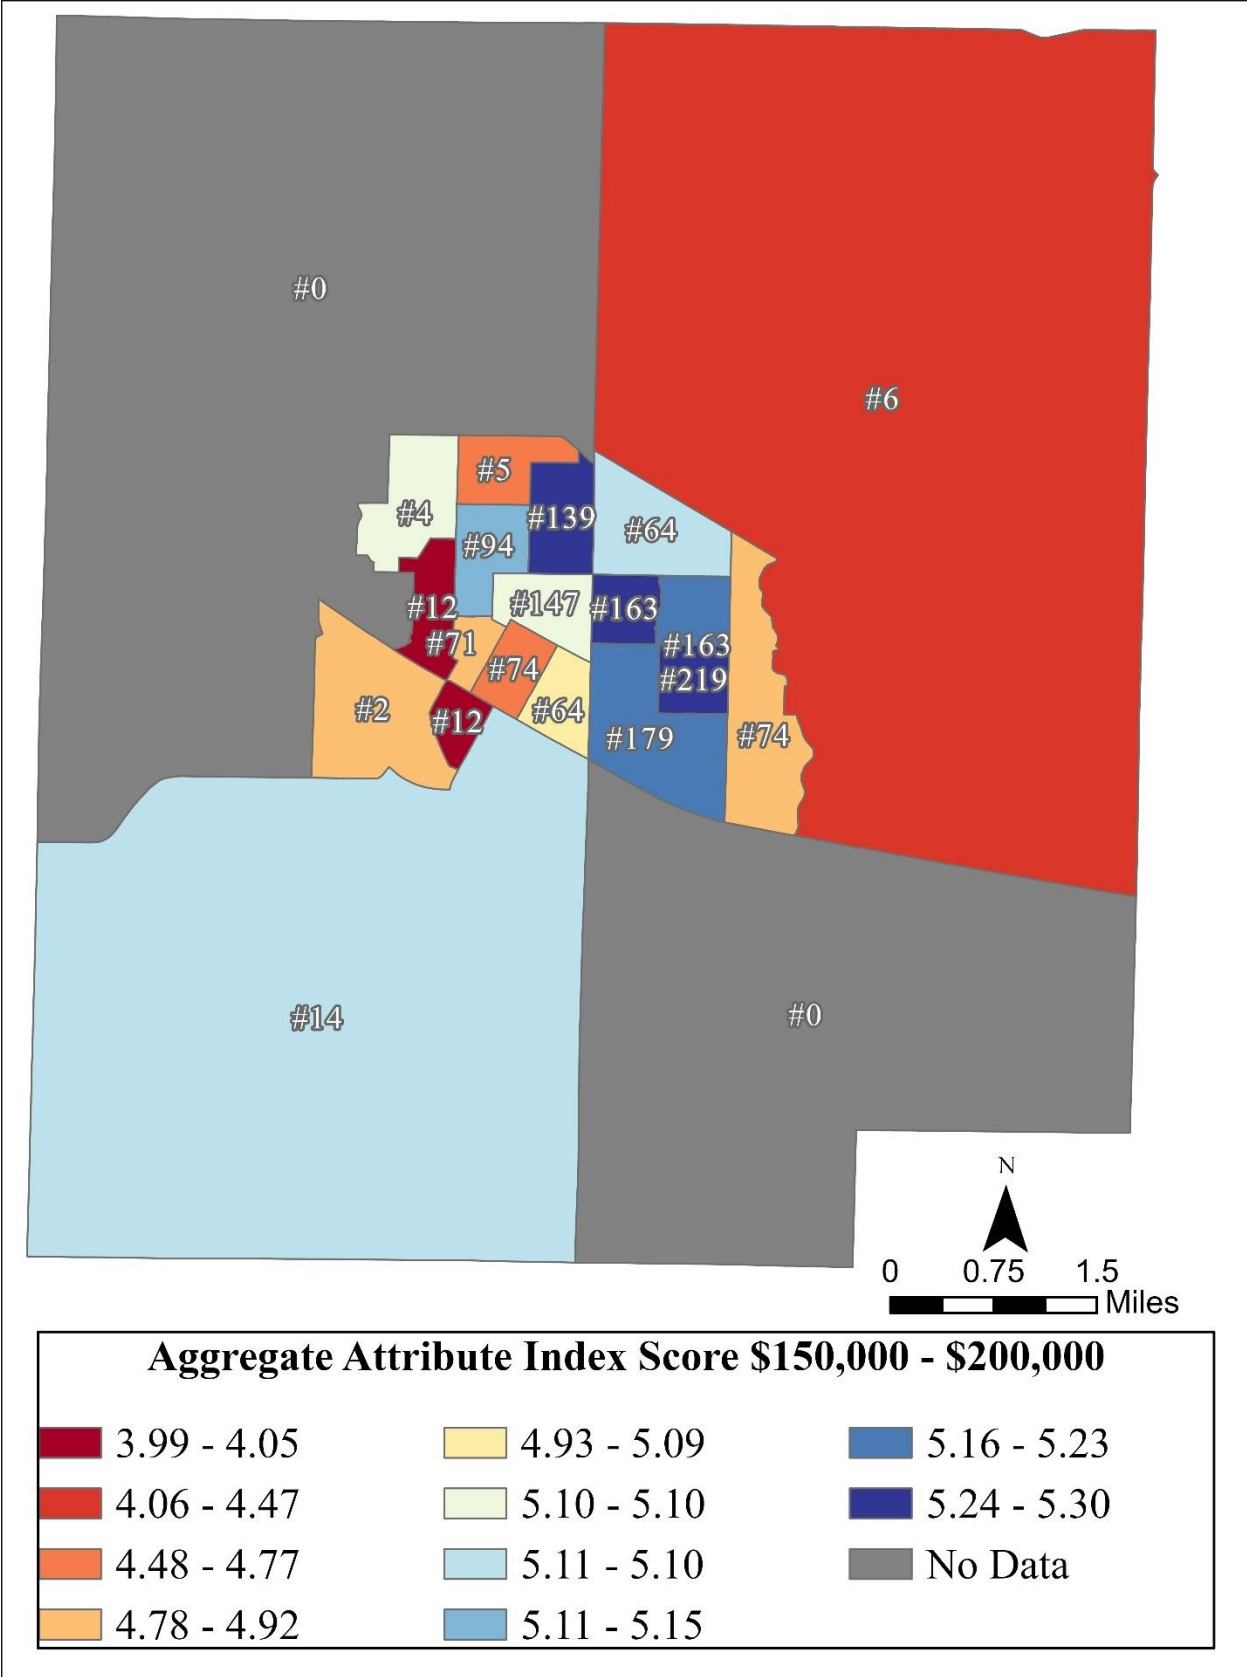 #0
#6
#5
#4
#139
#64
#94
#147
#163
#12
#71
#163
#74
#219
#2
#64
#12
#179
#74
#14
#0
N
0 0.75 1.5
Miles
Aggregate Attribute Index Score $150,000 - $200,000
3.99 - 4.05
4.06 - 4.47
4.48 - 4.77
4.78 - 4.92
4.93 - 5.09
5.10 - 5.10
5.11 - 5.10
5.11 - 5.15
5.16 - 5.23
5.24 - 5.30
No Data